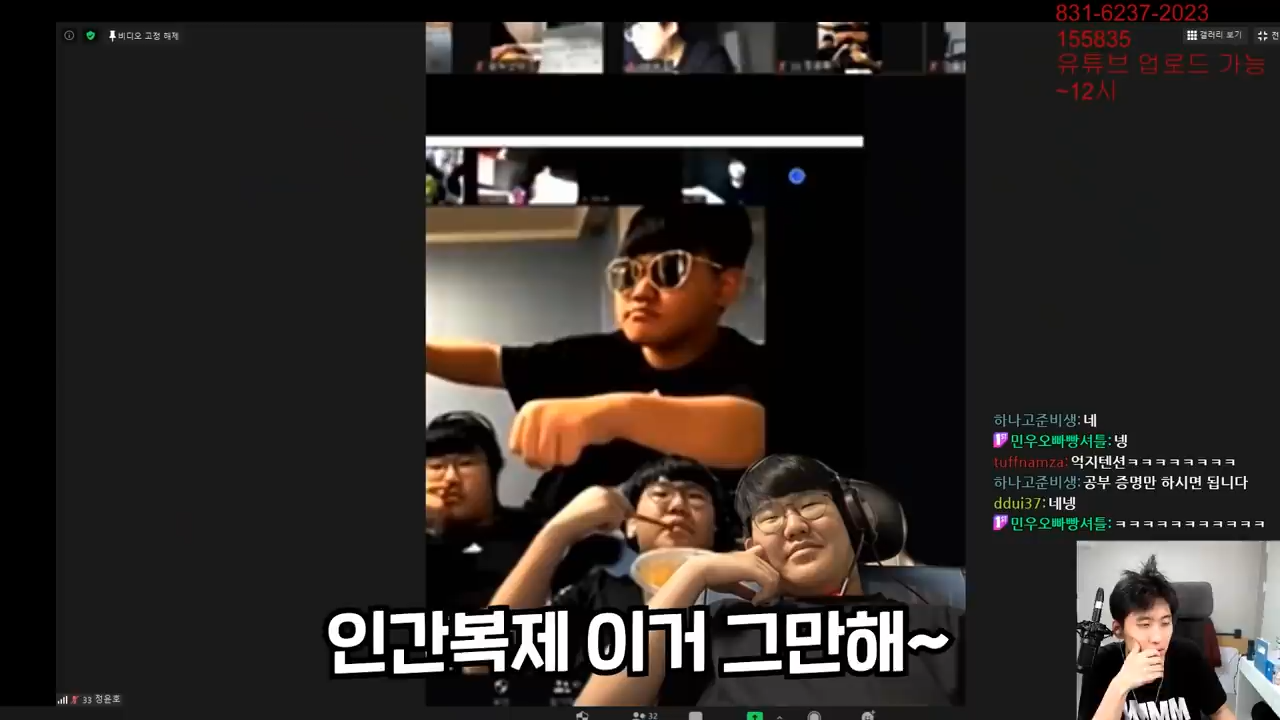 831-6237-2023
155835
유튜브 업로드 가능
~12시
비디오 고정 해제
갤러리 보기
하나고준비생: 네
민우오빠빵셔틀: 넹
tuffnamza: 억지텐션ㅋㅋㅋㅋㅋㅋㅋㅋ
하나고준비생: 공부 증명만 하시면 됩니다
ddui37: 네넹
민우오빠빵셔틀: ㅋㅋㅋㅋㅋㅋㅋㅋㅋㅋㅋ
인간복제 이거 그만해~
33 정윤호
32